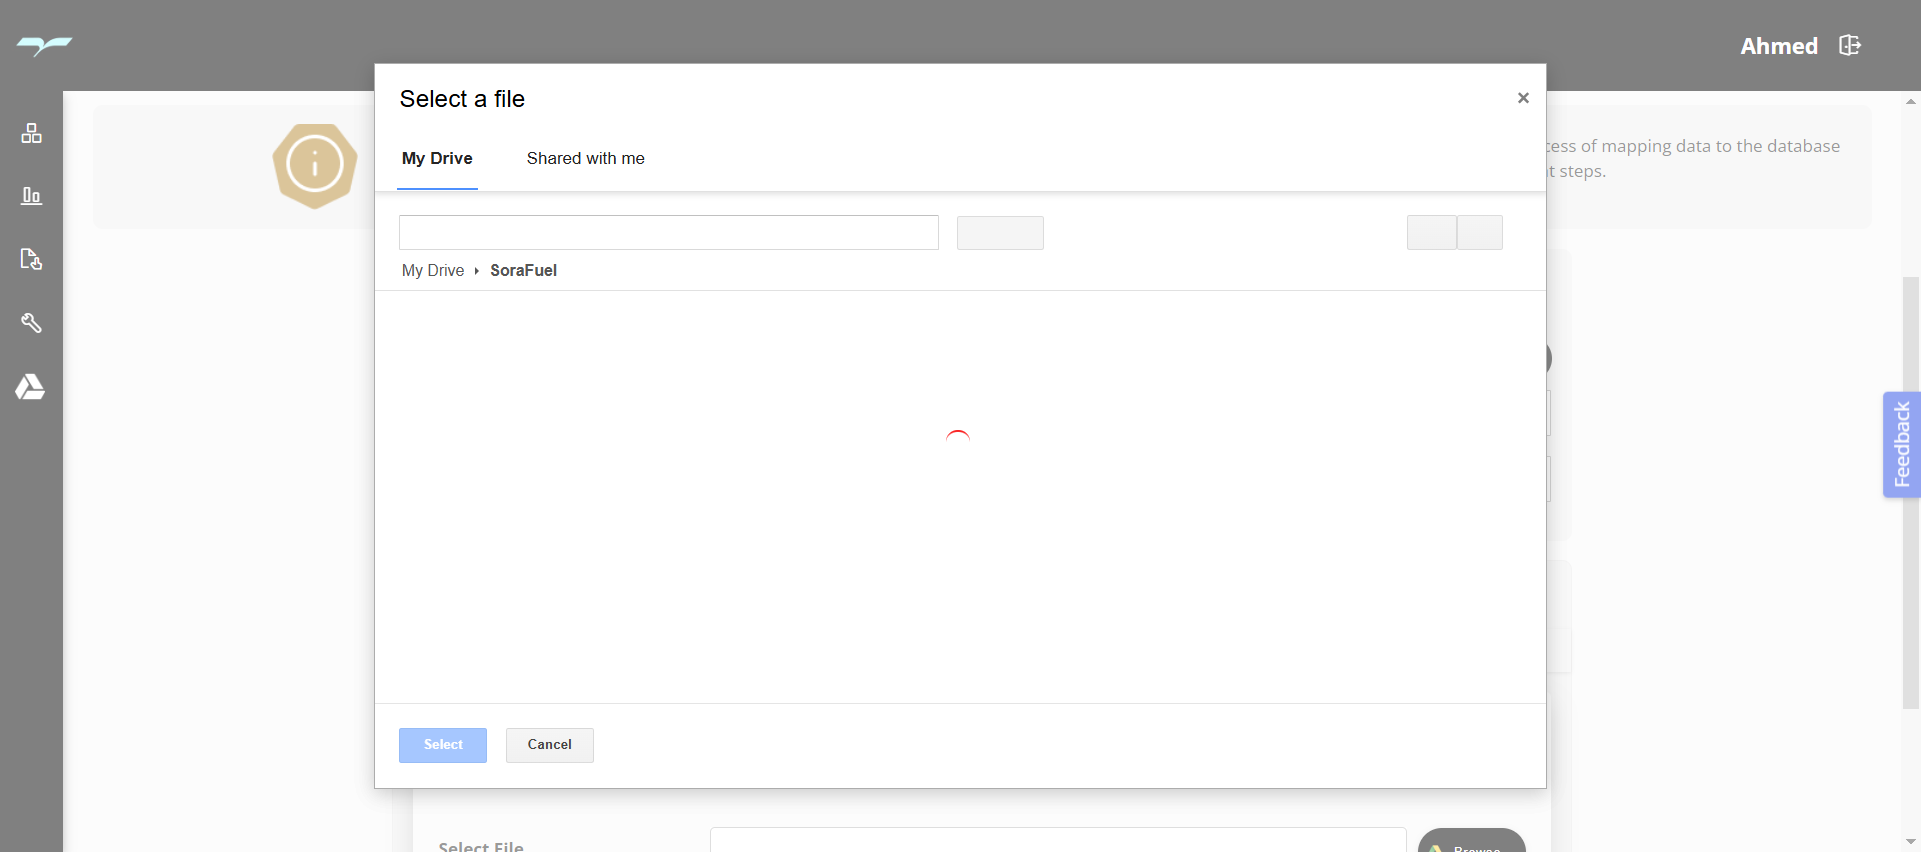 Ahmed
Select a file
×
My Drive
Shared with me
cess of mapping data to the database
t steps.
My Drive
SoraFuel
Feedback
Select
Cancel
Select File
Browse